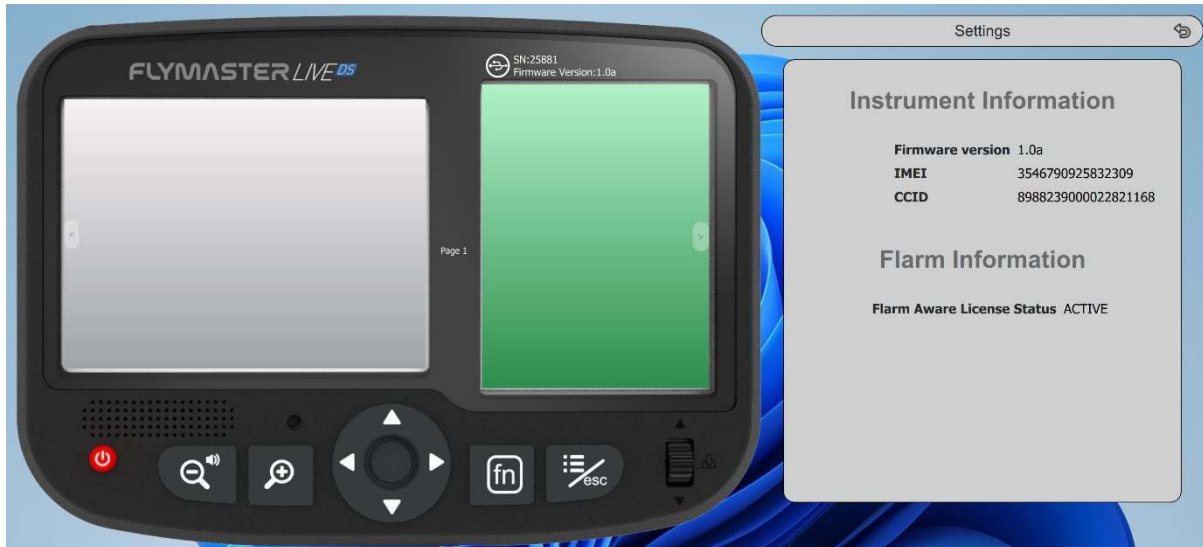 FLYMASTER LIVE DS
SN:25881
Firmware Version:1.0a
<
Page 1
>
fn
esc
Settings
Instrument Information
Firmware version 1.0a
IMEI 3546790925832309
CCID 8988239000022821168
Flarm Information
Flarm Aware License Status ACTIVE